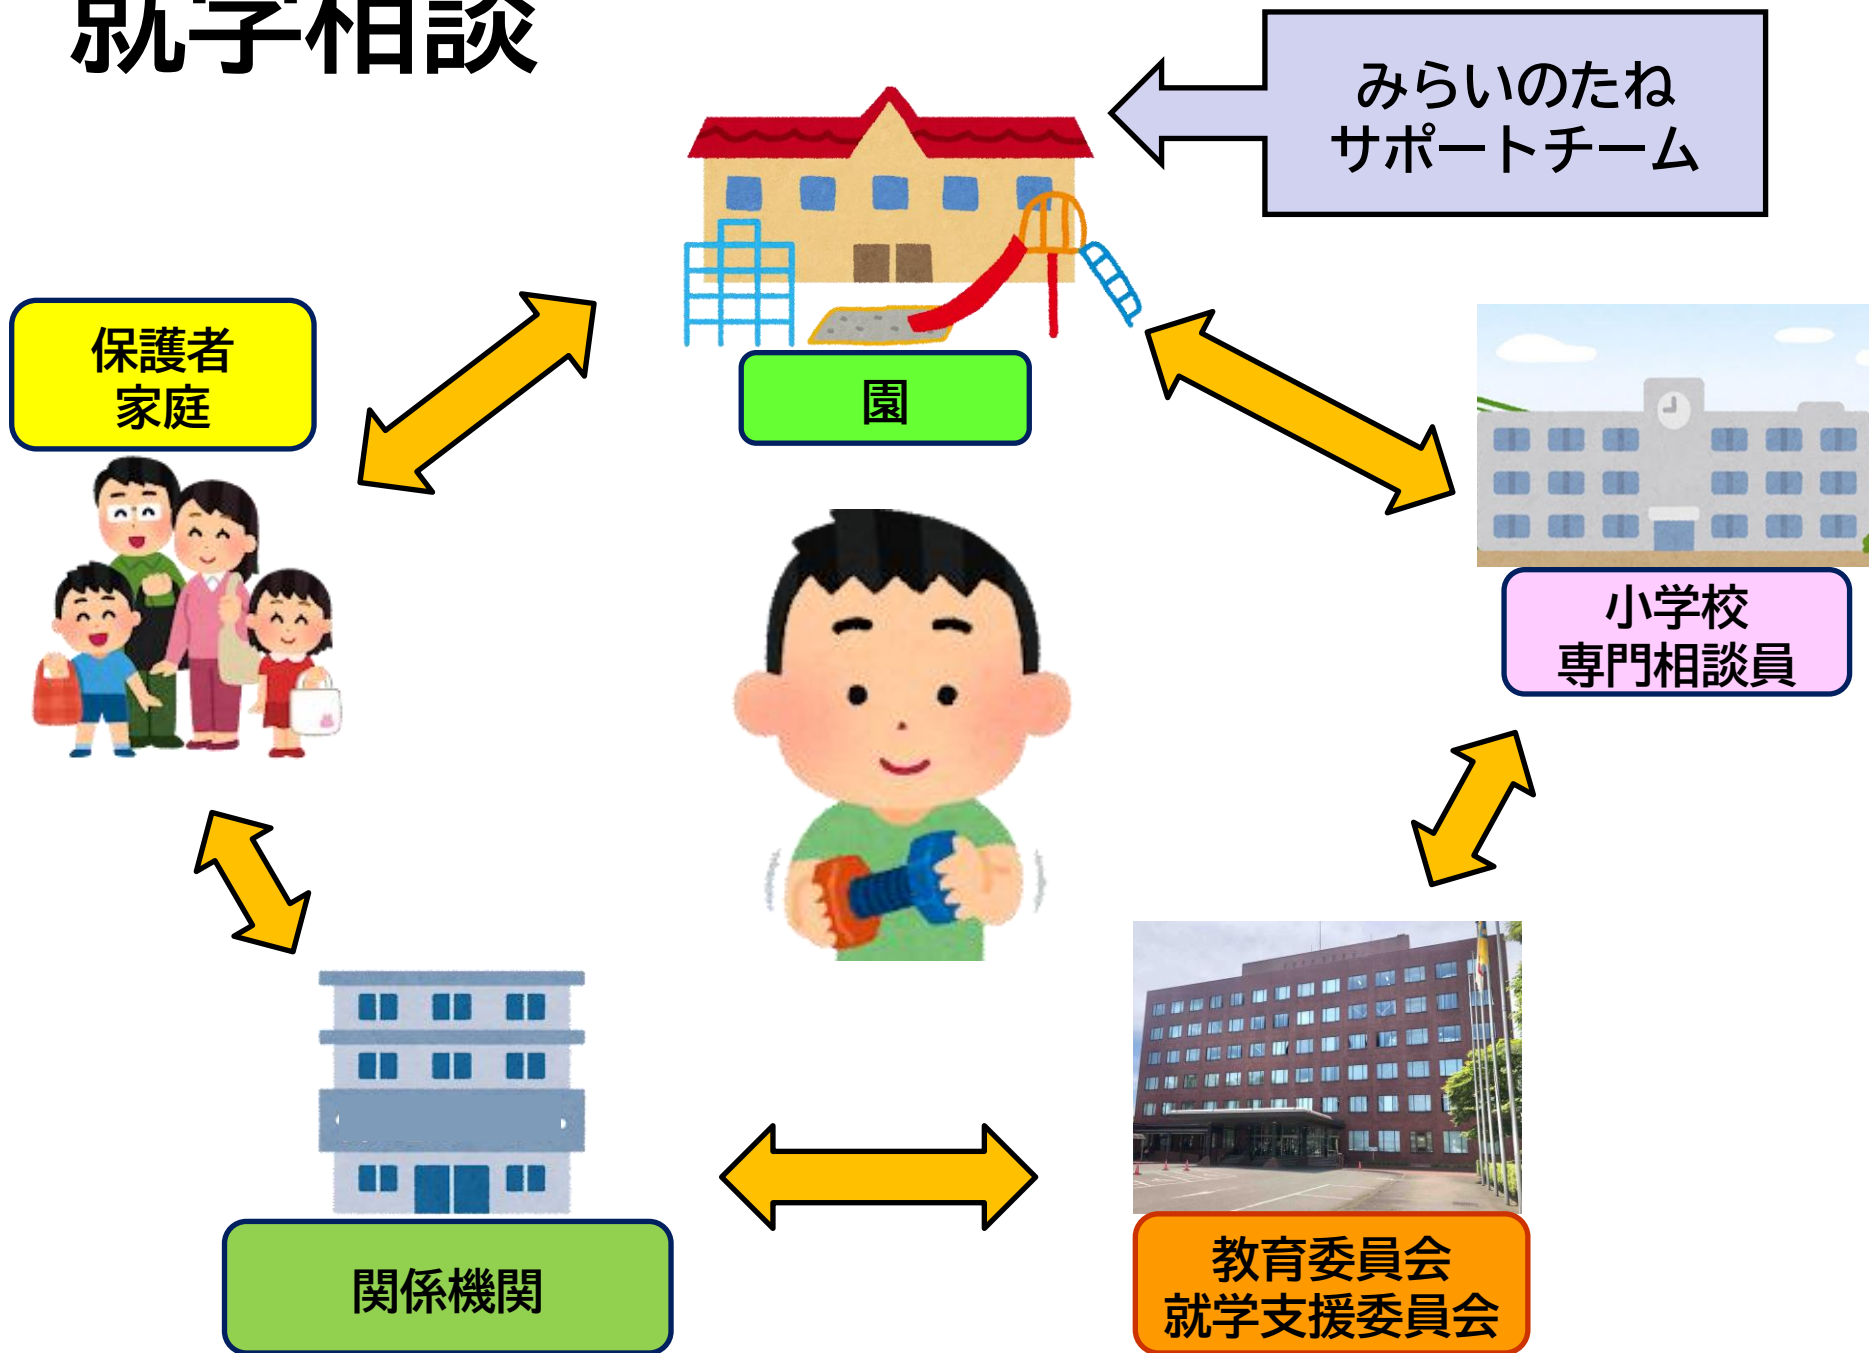 就学相談
みらいのたね
サポートチーム
保護者
家庭
園
小学校
専門相談員
関係機関
教育委員会
就学支援委員会